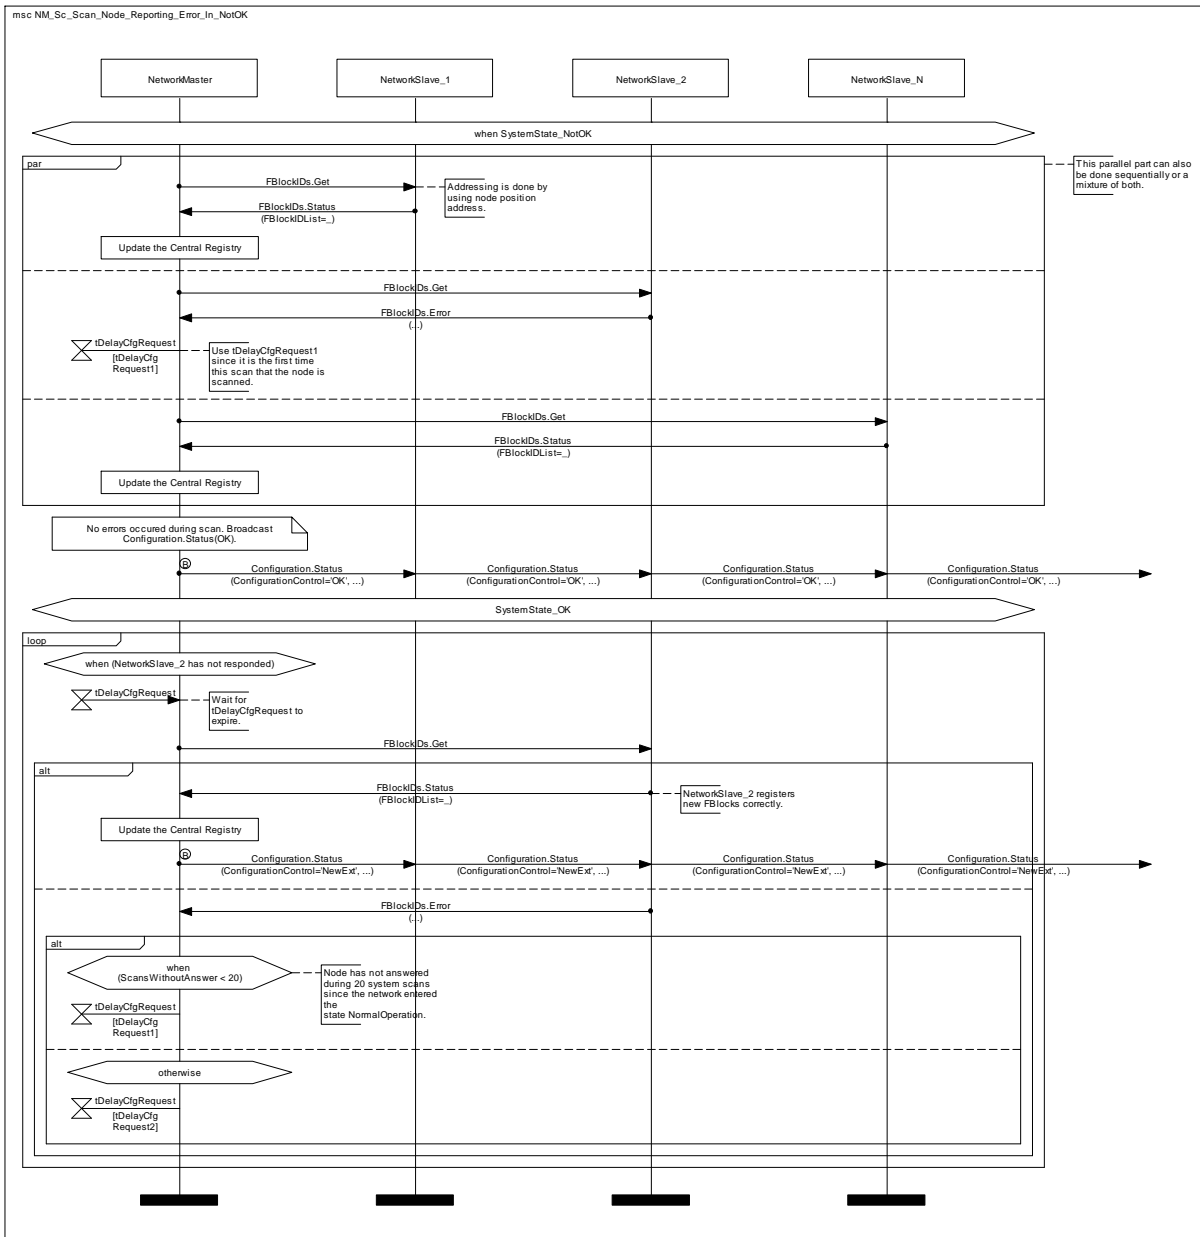 msc NM_Sc_Scan_Node_Reporting_Error_In_NotOK
NetworkMaster
NetworkSlave_1
NetworkSlave_2
NetworkSlave_N
when SystemState_NotOK
par
This parallel part can also
be done sequentially or a
mixture of both.
FBlockIDs.Get
Addressing is done by
using node position
address.
FBlockIDs.Status
(FBlockIDList=_)
Update the Central Registry
FBlockIDs.Get
FBlockIDs.Error
(...)
tDelayCfgRequest
[tDelayCfg
Request1]
Use tDelayCfgRequest1
since it is the first time
this scan that the node is
scanned.
FBlockIDs.Get
FBlockIDs.Status
(FBlockIDList=_)
Update the Central Registry
No errors occured during scan. Broadcast
Configuration.Status(OK).
B
Configuration.Status
(ConfigurationControl='OK', ...)
Configuration.Status
(ConfigurationControl='OK', ...)
Configuration.Status
(ConfigurationControl='OK', ...)
Configuration.Status
(ConfigurationControl='OK', ...)
SystemState_OK
loop
when (NetworkSlave_2 has not responded)
tDelayCfgRequest
Wait for
tDelayCfgRequest to
expire.
FBlockIDs.Get
alt
FBlockIDs.Status
(FBlockIDList=_)
NetworkSlave_2 registers
new FBlocks correctly.
Update the Central Registry
B
Configuration.Status
(ConfigurationControl='NewExt', ...)
Configuration.Status
(ConfigurationControl='NewExt', ...)
Configuration.Status
(ConfigurationControl='NewExt', ...)
Configuration.Status
(ConfigurationControl='NewExt', ...)
FBlockIDs.Error
(...)
alt
when
(ScansWithoutAnswer < 20)
Node has not answered
during 20 system scans
since the network entered
the
state NormalOperation.
tDelayCfgRequest
[tDelayCfg
Request1]
otherwise
tDelayCfgRequest
[tDelayCfg
Request2]